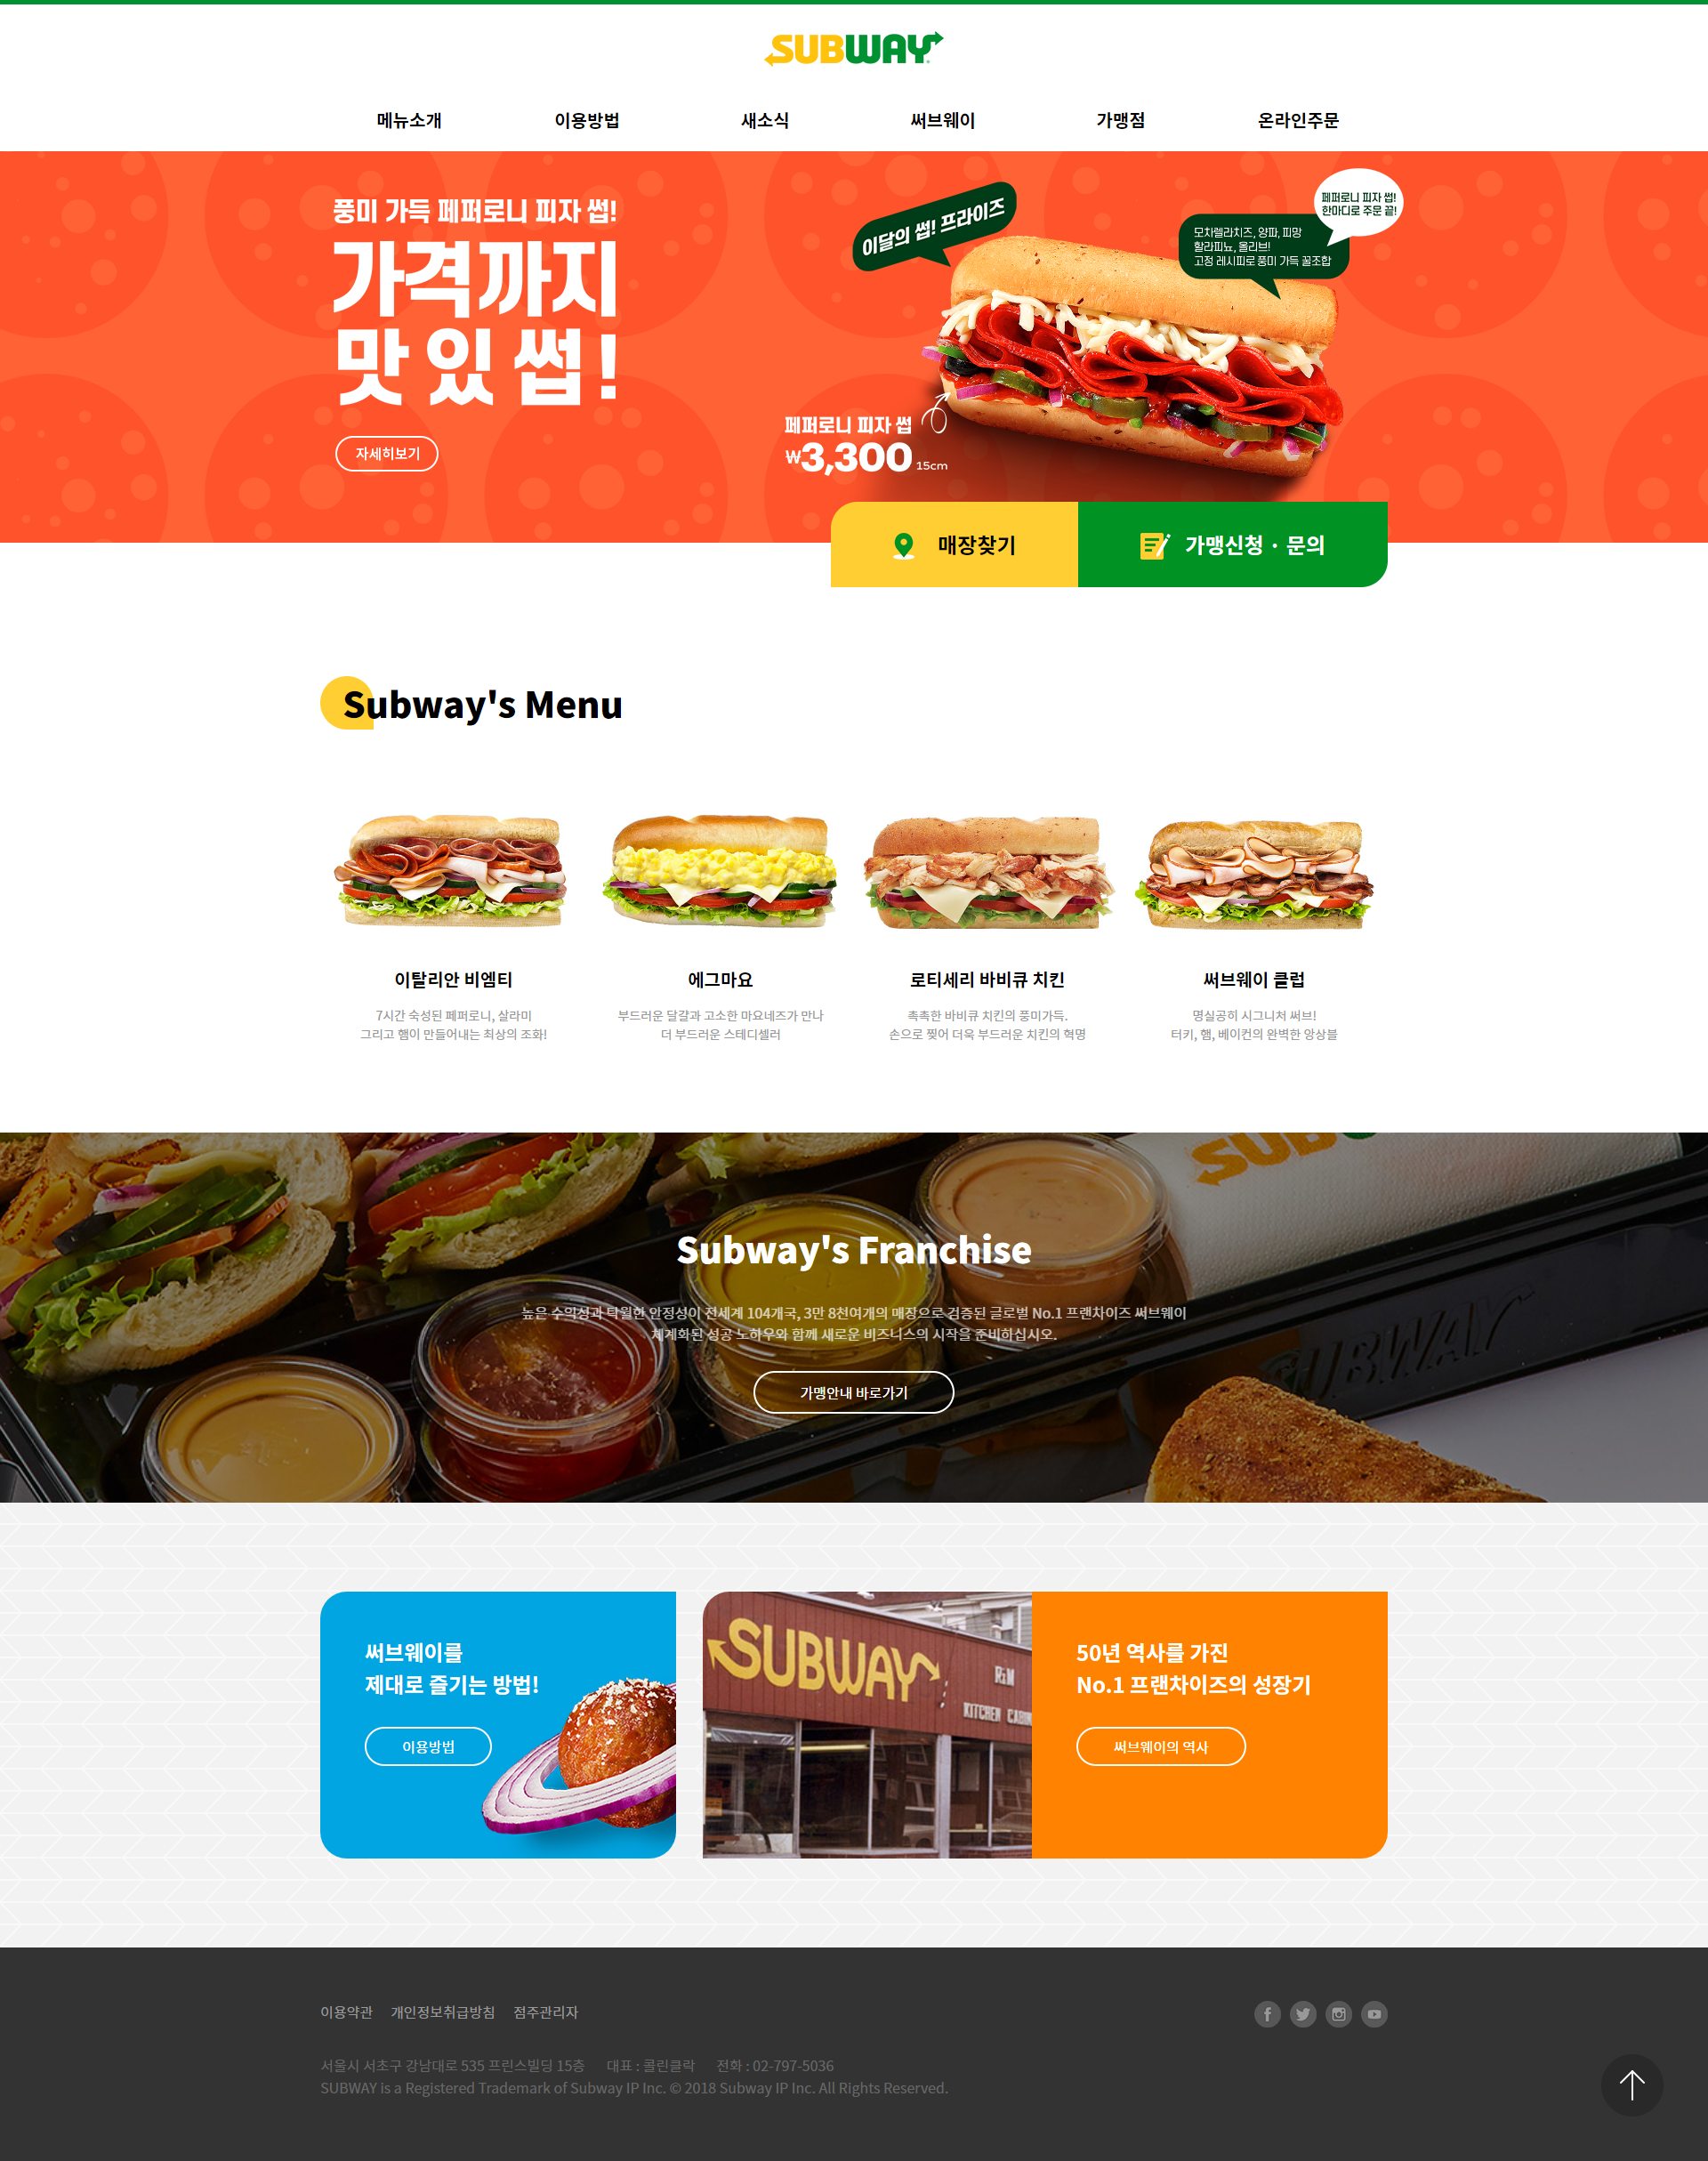 SUBWAY
메뉴소개
이용방법
새소식
써브웨이
가맹점
온라인주문
풍미 가득 페퍼로니 피자 썹!
가격까지
맛있썹!
자세히보기
이달의 썹! 프라이즈
페퍼로니 피자 썹!
한마디로 주문 끝!
모차렐라치즈, 양파, 피망
할라피뇨, 올리브!
고정 레시피로 풍미 가득 꿀조합
페퍼로니 피자 썹
₩3,300 15cm
매장찾기
가맹신청 · 문의
Subway's Menu
이탈리안 비엠티
7시간 숙성된 페퍼로니, 살라미
그리고 햄이 만들어내는 최상의 조화!
에그마요
부드러운 달걀과 고소한 마요네즈가 만나
더 부드러운 스테디셀러
로티세리 바비큐 치킨
촉촉한 바비큐 치킨의 풍미가득.
손으로 찢어 더욱 부드러운 치킨의 혁명
써브웨이 클럽
명실공히 시그니처 써브!
터키, 햄, 베이컨의 완벽한 앙상블
SUB
Subway's Franchise
높은 수익성과 탁월한 안정성이 전세계 104개국, 3만 8천여개의 매장으로 검증된 글로벌 No.1 프랜차이즈 써브웨이
체계화된 성공 노하우와 함께 새로운 비즈니스의 시작을 준비하십시오.
SUBWAY
가맹안내 바로가기
써브웨이를
제대로 즐기는 방법!
이용방법
SUBWAY
R&M
KITCHEN CABIN
50년 역사를 가진
No.1 프랜차이즈의 성장기
써브웨이의 역사
이용약관
개인정보취급방침
점주관리자
서울시 서초구 강남대로 535 프린스빌딩 15층 대표 : 콜린클락 전화 : 02-797-5036
SUBWAY is a Registered Trademark of Subway IP Inc. © 2018 Subway IP Inc. All Rights Reserved.